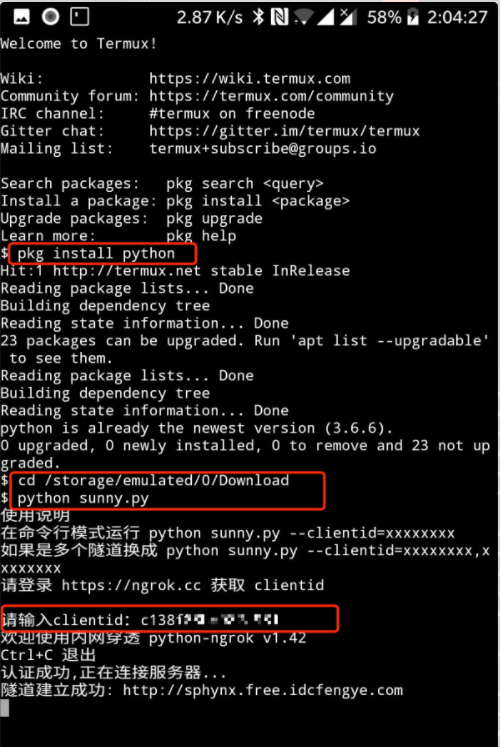 2.87 K/s 58% 2:04:27
Welcome to Termux!
Wiki: https://wiki.termux.com
Community forum: https://termux.com/community
IRC channel: #termux on freenode
Gitter chat: https://gitter.im/termux/termux
Mailing list: termux+subscribe@groups.io
Search packages: pkg search <query>
Install a package: pkg install <package>
Upgrade packages: pkg upgrade
Learn more: pkg help
$ pkg install python
Hit:1 http://termux.net stable InRelease
Reading package lists... Done
Building dependency tree
Reading state information... Done
23 packages can be upgraded. Run 'apt list --upgradable'
to see them.
Reading package lists... Done
Building dependency tree
Reading state information... Done
python is already the newest version (3.6.6).
0 upgraded, 0 newly installed, 0 to remove and 23 not up
graded.
$ cd /storage/emulated/0/Download
$ python sunny.py
使用说明
在命令行模式运行 python sunny.py --clientid=xxxxxxxx
如果是多个隧道换成 python sunny.py --clientid=xxxxxxxx,x
xxxxxxx
请登录 https://ngrok.cc 获取 clientid
请输入clientid: c138
欢迎使用内网穿透 python-ngrok v1.42
Ctrl+C 退出
认证成功,正在连接服务器...
隧道建立成功: http://sphynx.free.idcfengye.com